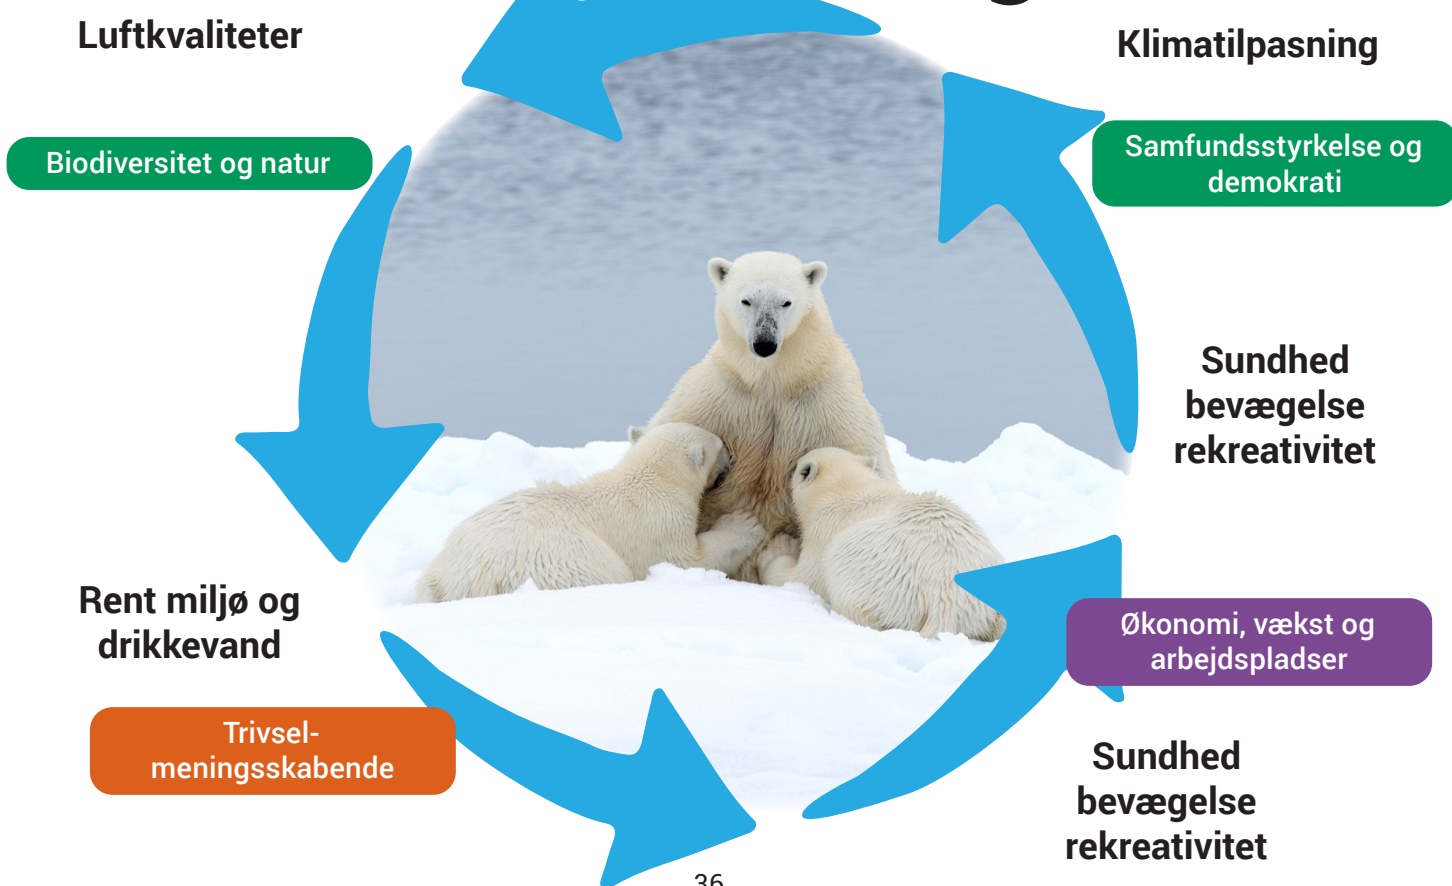 Luftkvaliteter
Klimatilpasning
Biodiversitet og natur
Samfundsstyrkelse og
demokrati
Sundhed
bevægelse
rekreativitet
Rent miljø og
drikkevand
Økonomi, vækst og
arbejdspladser
Trivsel-
meningsskabende
Sundhed
bevægelse
rekreativitet
36